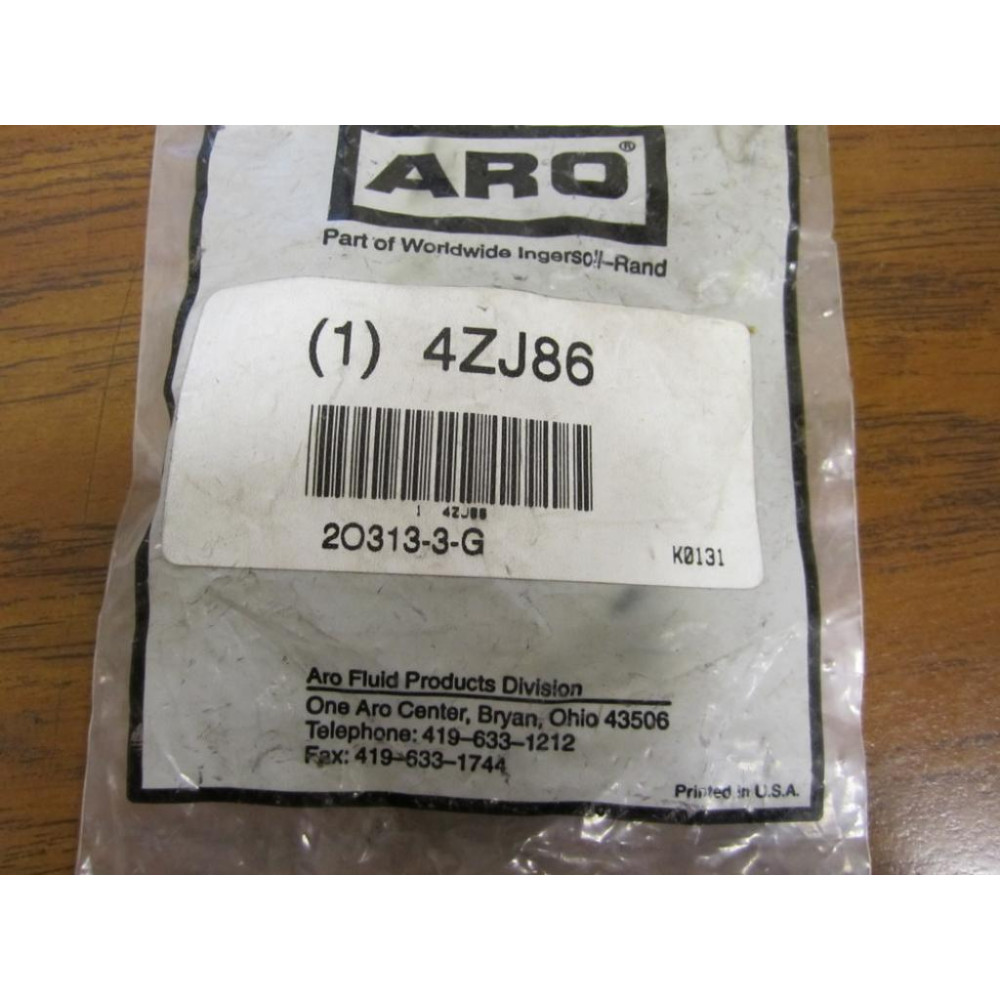 ARO®
Part of Worldwide Ingersoll-Rand
(1) 4ZJ86
1 4ZJ86
2O313-3-G
K0131
Aro Fluid Products Division
One Aro Center, Bryan, Ohio 43506
Telephone: 419-633-1212
Fax: 419-633-1744
Printed in U.S.A.